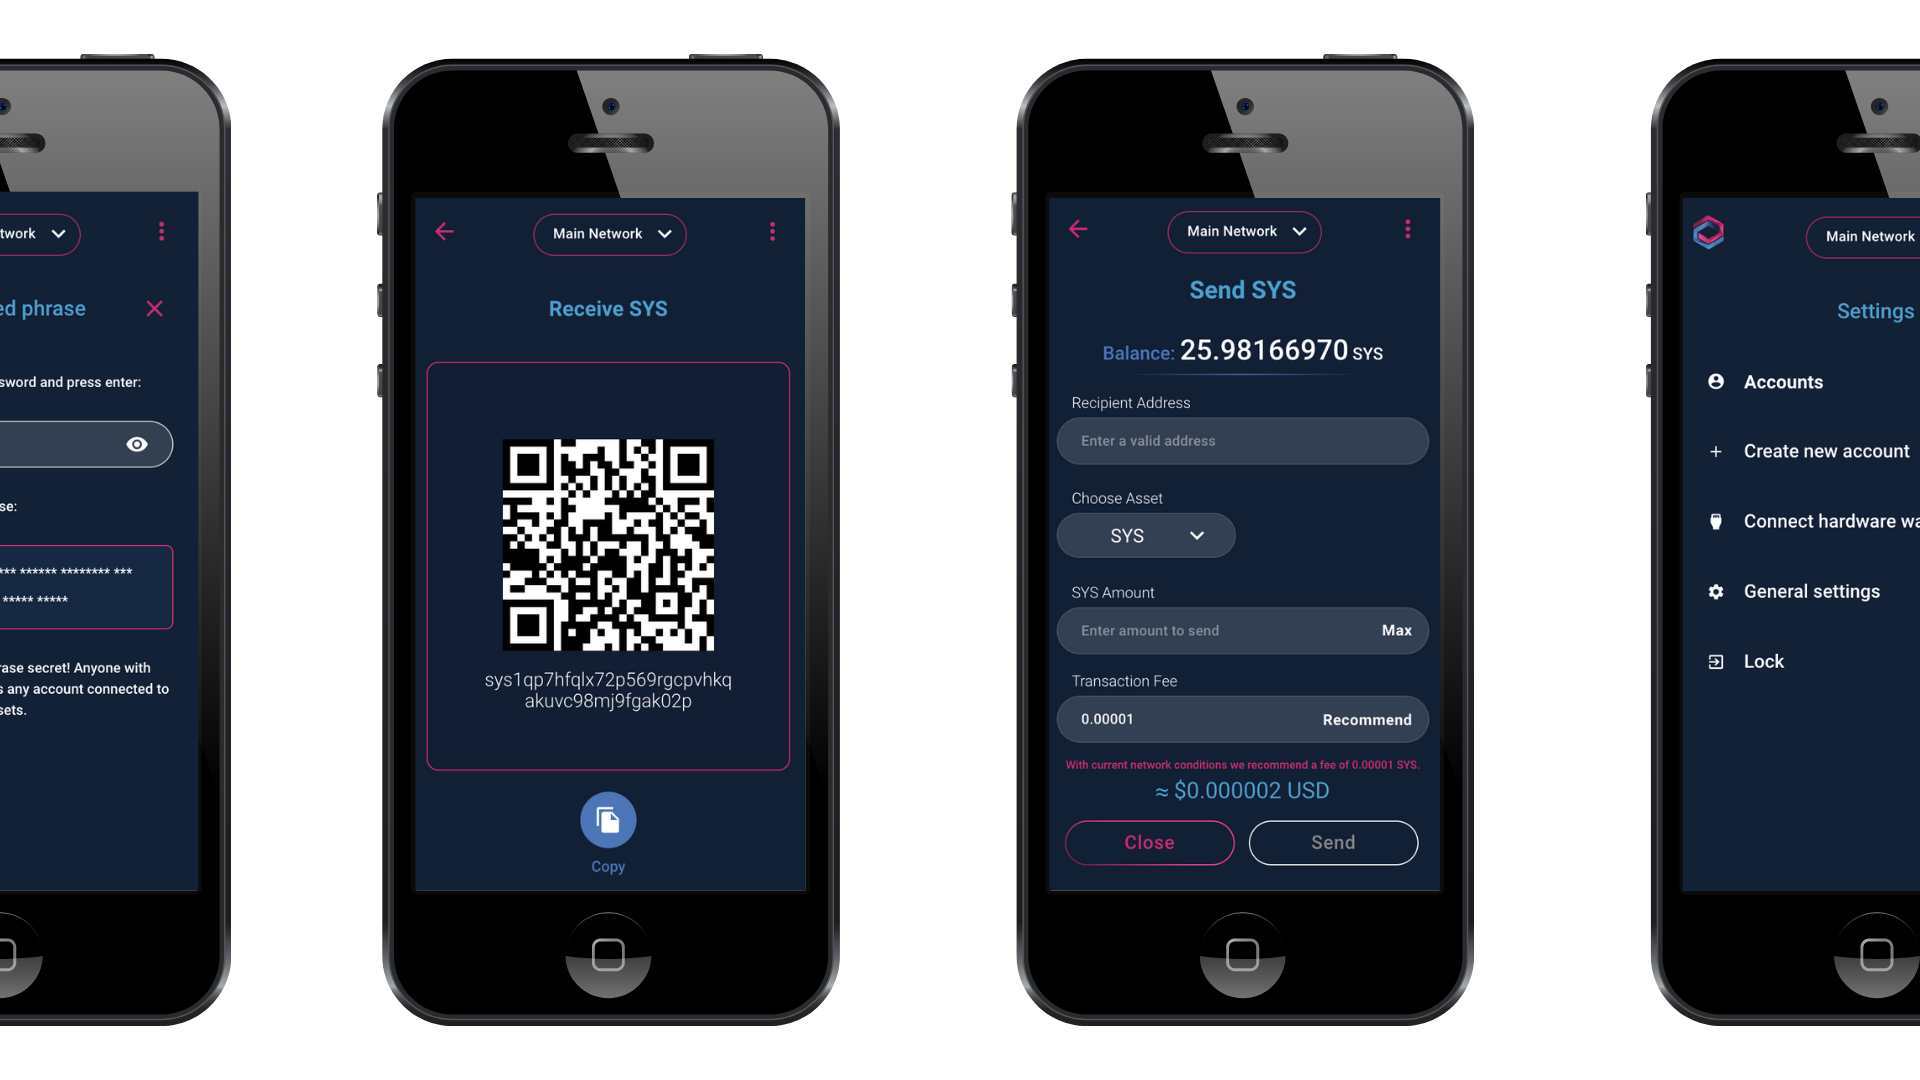 twork
ed phrase
sword and press enter:
se:
*** ****** ******** ***
***** *****
rase secret! Anyone with
s any account connected to
sets.
Main Network
Receive SYS
sys1qp7hfqlx72p569rgcpvhkq
akuvc98mj9fgak02p
Copy
Main Network
Send SYS
Balance: 25.98166970 SYS
Recipient Address
Enter a valid address
Choose Asset
SYS
SYS Amount
Enter amount to send Max
Transaction Fee
0.00001 Recommend
With current network conditions we recommend a fee of 0.00001 SYS.
≈ $0.000002 USD
Close Send
Main Network
Settings
Accounts
Create new account
Connect hardware wa
General settings
Lock